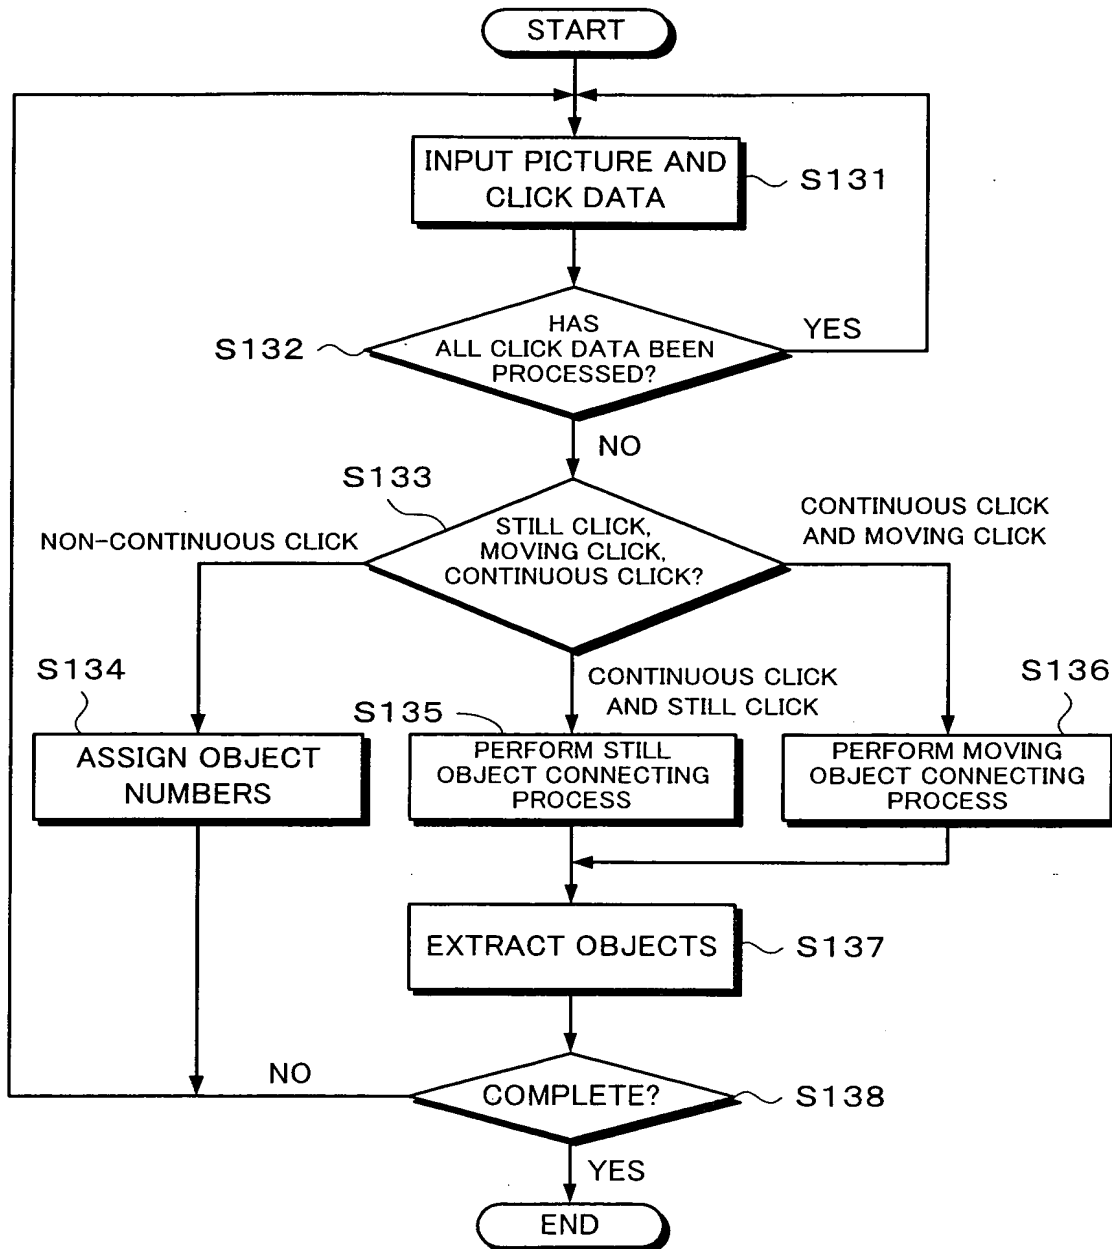 START
INPUT PICTURE AND
CLICK DATA
S131
HAS
ALL CLICK DATA BEEN
PROCESSED?
S132
YES
NO
S133
STILL CLICK,
MOVING CLICK,
CONTINUOUS CLICK?
NON-CONTINUOUS CLICK
CONTINUOUS CLICK
AND MOVING CLICK
CONTINUOUS CLICK
AND STILL CLICK
S134
ASSIGN OBJECT
NUMBERS
S135
PERFORM STILL
OBJECT CONNECTING
PROCESS
S136
PERFORM MOVING
OBJECT CONNECTING
PROCESS
EXTRACT OBJECTS
S137
NO
COMPLETE?
S138
YES
END